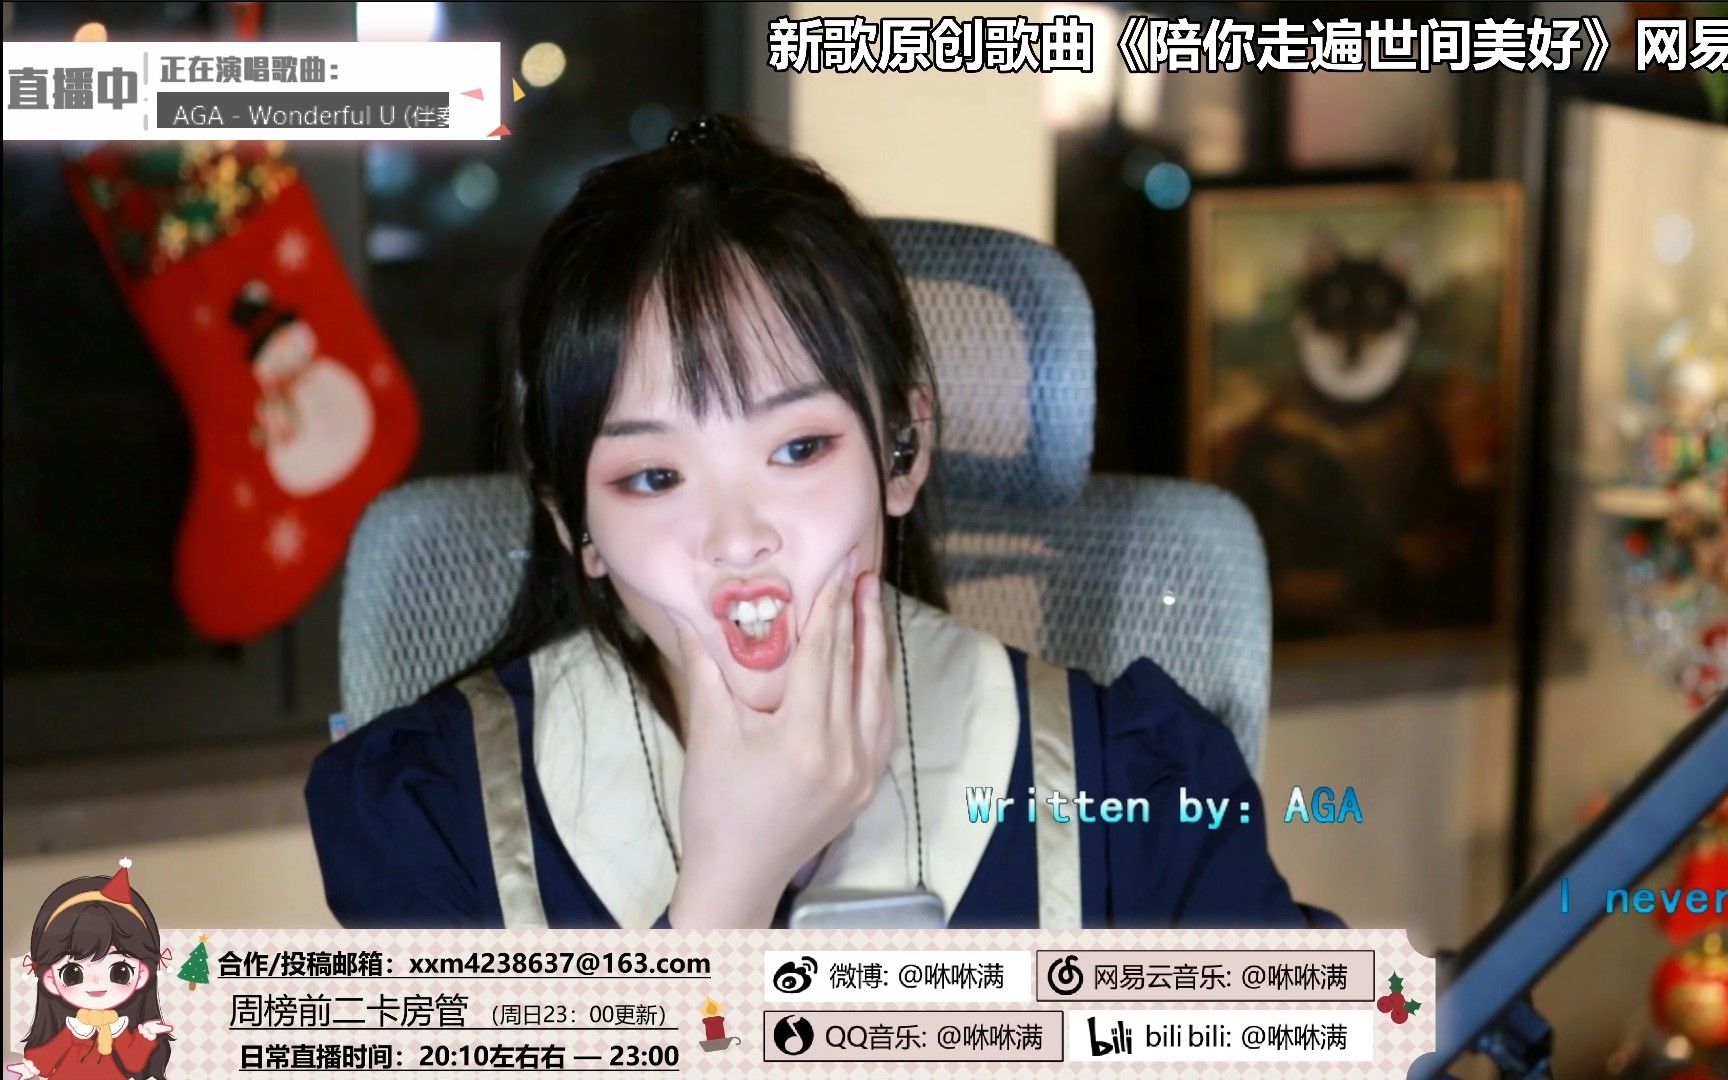 新歌原创歌曲《陪你走遍世间美好》网易
直播中
正在演唱歌曲：
AGA - Wonderful U (伴奏
Written by: AGA
I never
合作/投稿邮箱：xxm4238637@163.com
周榜前二卡房管 （周日23：00更新）
日常直播时间：20:10左右右 — 23:00
微博: @咻咻满
网易云音乐: @咻咻满
QQ音乐: @咻咻满
bili bili bili: @咻咻满